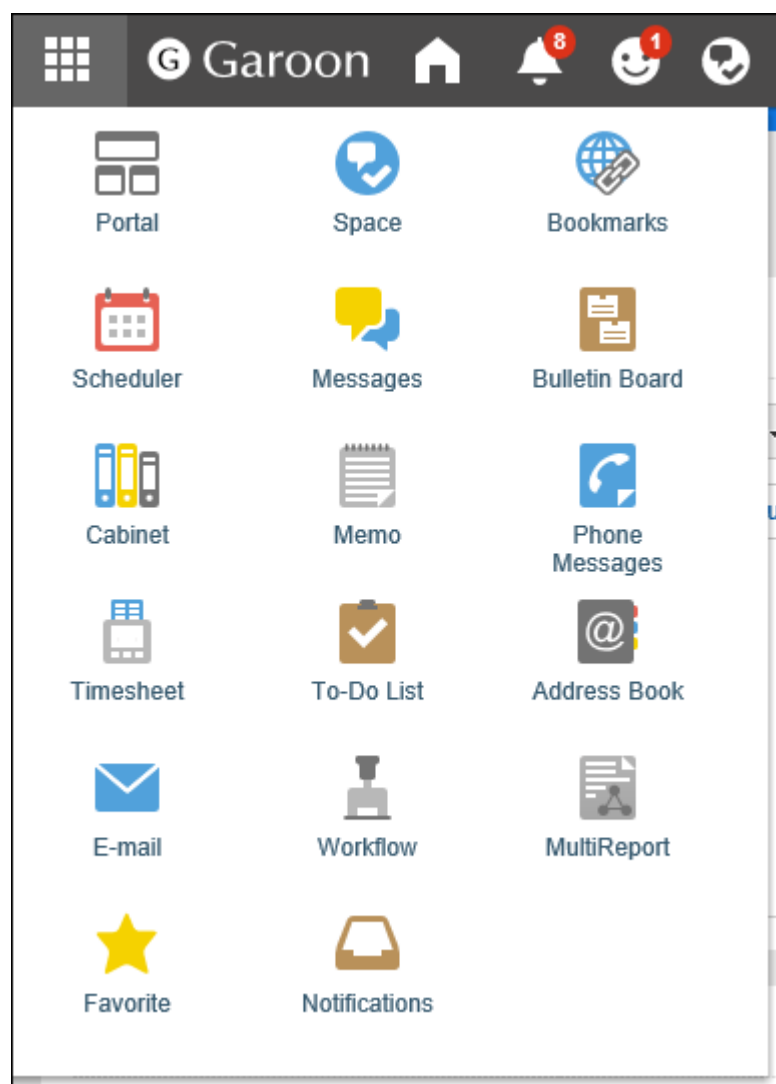 G Garoon 8 1
Portal Space Bookmarks
Scheduler Messages Bulletin Board
Cabinet Memo Phone
Messages
Timesheet To-Do List Address Book
E-mail Workflow MultiReport
Favorite Notifications